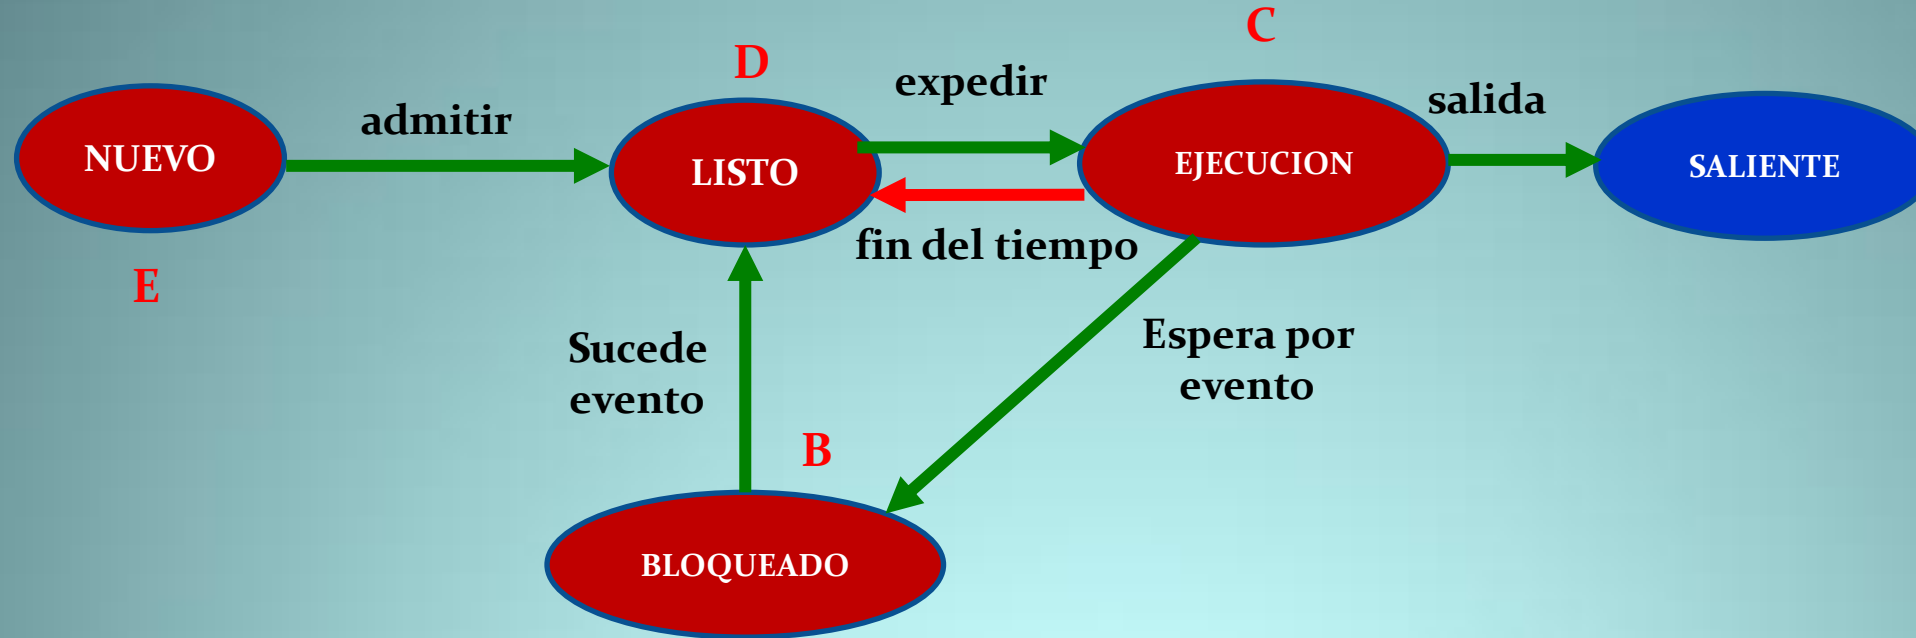 C
D
expedir
salida
admitir
NUEVO
LISTO
EJECUCION
SALIENTE
fin del tiempo
E
Sucede
evento
Espera por
evento
B
BLOQUEADO